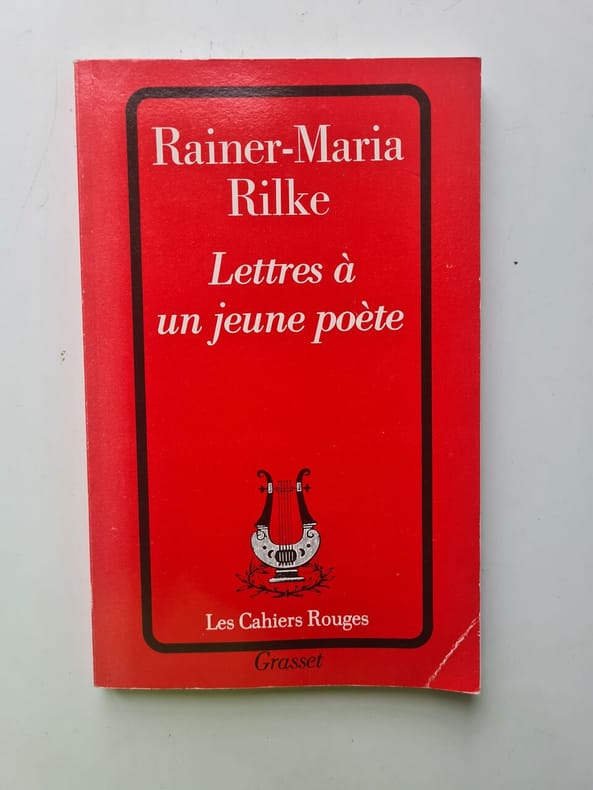 Rainer-Maria
Rilke
Lettres à
un jeune poète
Les Cahiers Rouges
Grasset